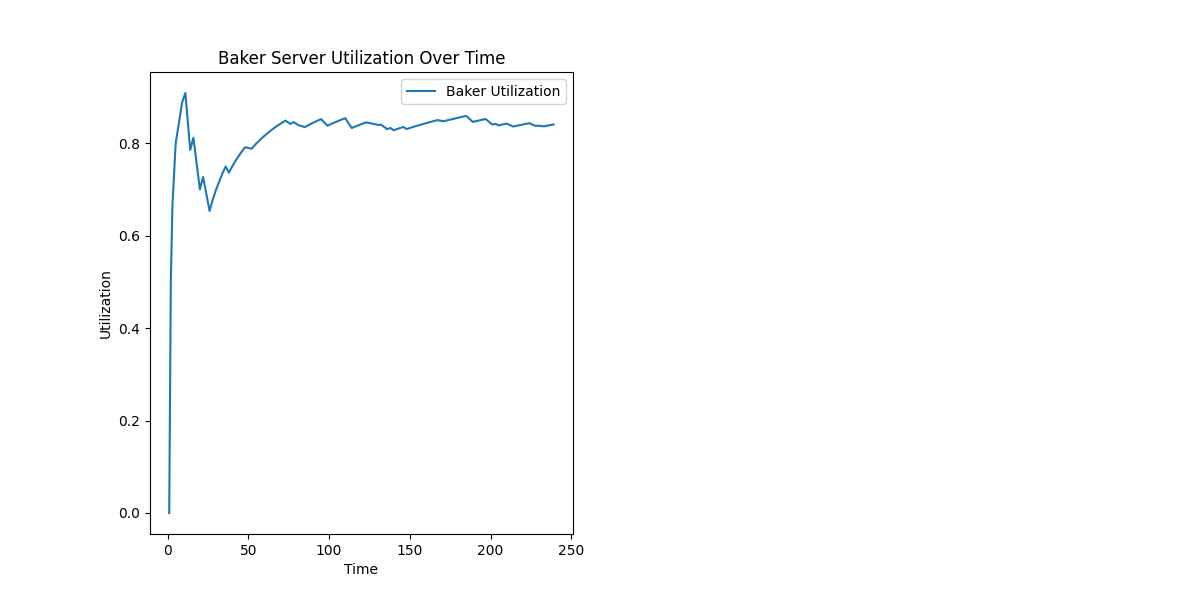 Baker Server Utilization Over Time
Baker Utilization
Utilization
0.8
0.6
0.4
0.2
0.0
0 50 100 150 200 250
Time